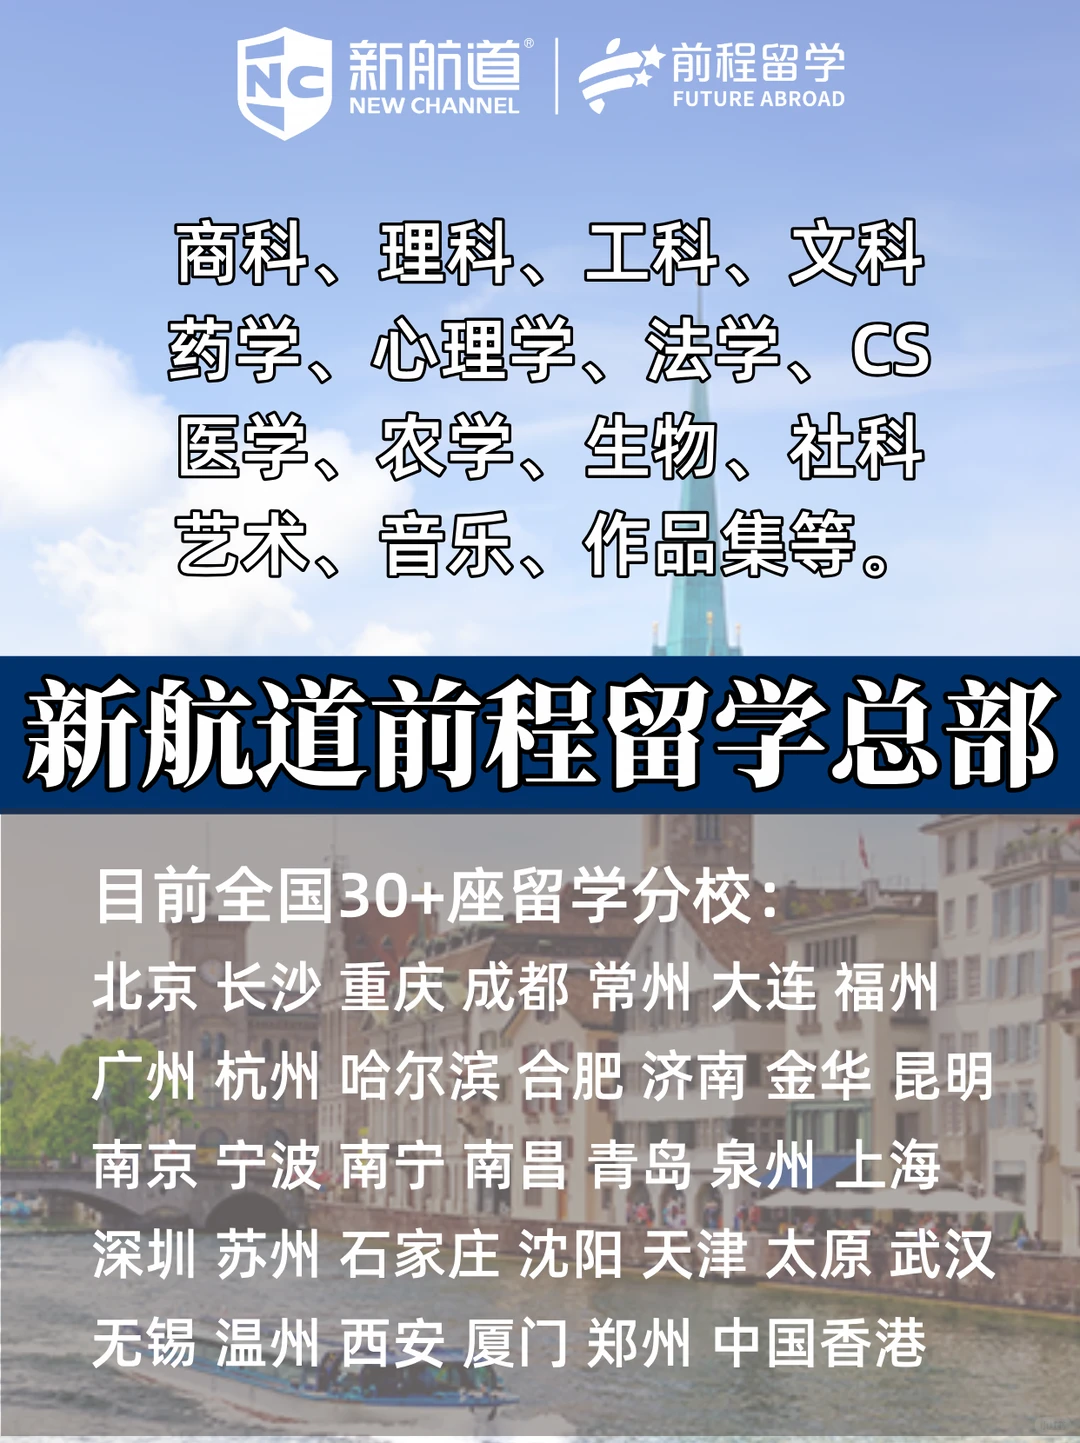 NC 新航道® 前程留学
NEW CHANNEL FUTURE ABROAD
商科、理科、工科、文科
药学、心理学、法学、CS
医学、农学、生物、社科
艺术、音乐、作品集等。
新航道前程留学总部
目前全国30+座留学分校：
北京 长沙 重庆 成都 常州 大连 福州
广州 杭州 哈尔滨 合肥 济南 金华 昆明
南京 宁波 南宁 南昌 青岛 泉州 上海
深圳 苏州 石家庄 沈阳 天津 太原 武汉
无锡 温州 西安 厦门 郑州 中国香港